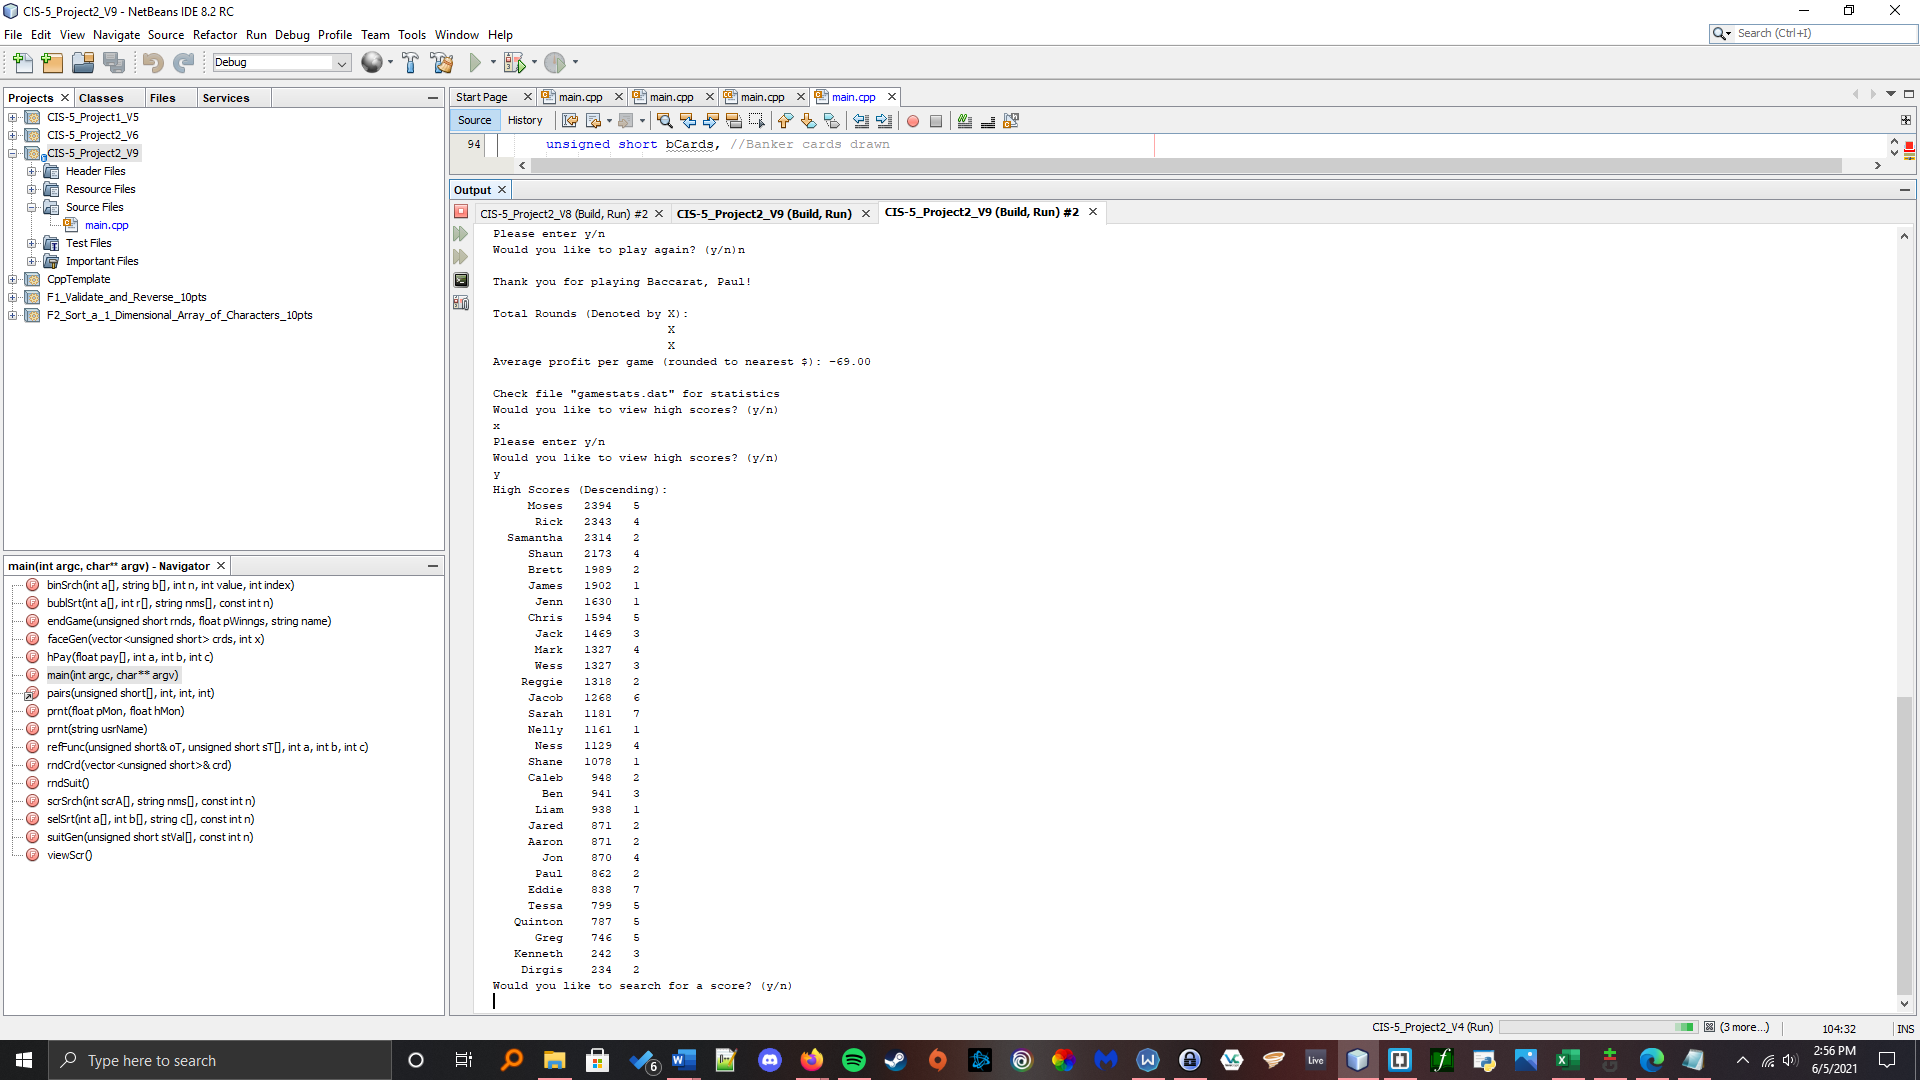 CIS-5_Project2_V9 - NetBeans IDE 8.2 RC
File Edit View Navigate Source Refactor Run Debug Profile Team Tools Window Help
Search (Ctrl+I)
Debug
Projects Classes Files Services
CIS-5_Project1_V5
CIS-5_Project2_V6
CIS-5_Project2_V9
Header Files
Resource Files
Source Files
main.cpp
Test Files
Important Files
CppTemplate
F1_Validate_and_Reverse_10pts
F2_Sort_a_1_Dimensional_Array_of_Characters_10pts
main(int argc, char** argv) - Navigator
binSrch(int a[], string b[], int n, int value, int index)
bublSrt(int a[], int r[], string nms[], const int n)
endGame(unsigned short rnds, float pWinngs, string name)
faceGen(vector<unsigned short> crds, int x)
hPay(float pay[], int a, int b, int c)
main(int argc, char** argv)
pairs(unsigned short[], int, int, int)
prnt(float pMon, float hMon)
prnt(string usrName)
refFunc(unsigned short& oT, unsigned short sT[], int a, int b, int c)
rndCrd(vector<unsigned short>& crd)
rndSuit()
scrSrch(int scrA[], string nms[], const int n)
selSrt(int a[], int b[], string c[], const int n)
suitGen(unsigned short stVal[], const int n)
viewScr()
Start Page main.cpp main.cpp main.cpp main.cpp
Source History
94 unsigned short bCards, //Banker cards drawn
Output
CIS-5_Project2_V8 (Build, Run) #2 CIS-5_Project2_V9 (Build, Run) CIS-5_Project2_V9 (Build, Run) #2
Please enter y/n
Would you like to play again? (y/n)n
Thank you for playing Baccarat, Paul!
Total Rounds (Denoted by X):
X
X
Average profit per game (rounded to nearest $): -69.00
Check file "gamestats.dat" for statistics
Would you like to view high scores? (y/n)
x
Please enter y/n
Would you like to view high scores? (y/n)
y
High Scores (Descending):
Moses 2394 5
Rick 2343 4
Samantha 2314 2
Shaun 2173 4
Brett 1989 2
James 1902 1
Jenn 1630 1
Chris 1594 5
Jack 1469 3
Mark 1327 4
Wess 1327 3
Reggie 1318 2
Jacob 1268 6
Sarah 1181 7
Nelly 1161 1
Ness 1129 4
Shane 1078 1
Caleb 948 2
Ben 941 3
Liam 938 1
Jared 871 2
Aaron 871 2
Jon 870 4
Paul 862 2
Eddie 838 7
Tessa 799 5
Quinton 787 5
Greg 746 5
Kenneth 242 3
Dirgis 234 2
Would you like to search for a score? (y/n)
CIS-5_Project2_V4 (Run) (3 more...) 104:32 INS
Type here to search
6
Live
2:56 PM
6/5/2021